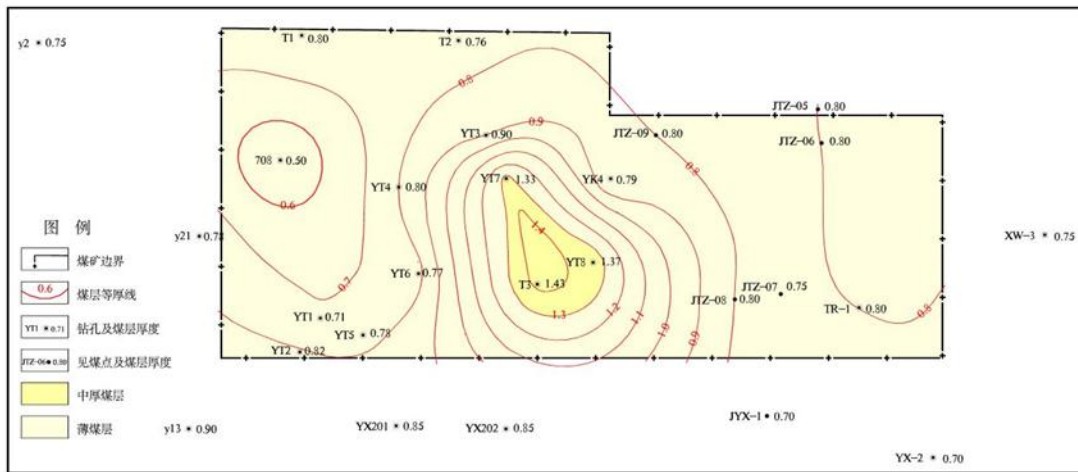 T1 0.80
T2 0.76
y2 0.75
0.8
JTZ-05 0.80
YT3 0.90
0.9
JTZ-09 0.80
JTZ-06 0.80
708 0.50
0.8
YT7 1.33
YK4 0.79
YT4 0.80
0.6
图 例
1.4
y21 0.78
XW-3 0.75
煤矿边界
YT8 1.37
YT6 0.77
0.7
T3 1.43
0.6
煤层等厚线
JTZ-07 0.75
JTZ-08 0.80
TR-1 0.80
0.8
1.3
1.2
1.1
1.0
0.9
YT1 0.71
YT1 0.71
钻孔及煤层厚度
YT5 0.78
YT2 0.82
JTZ-06 0.80
见煤点及煤层厚度
中厚煤层
薄煤层
y13 0.90
YX201 0.85
YX202 0.85
JYX-1 0.70
YX-2 0.70